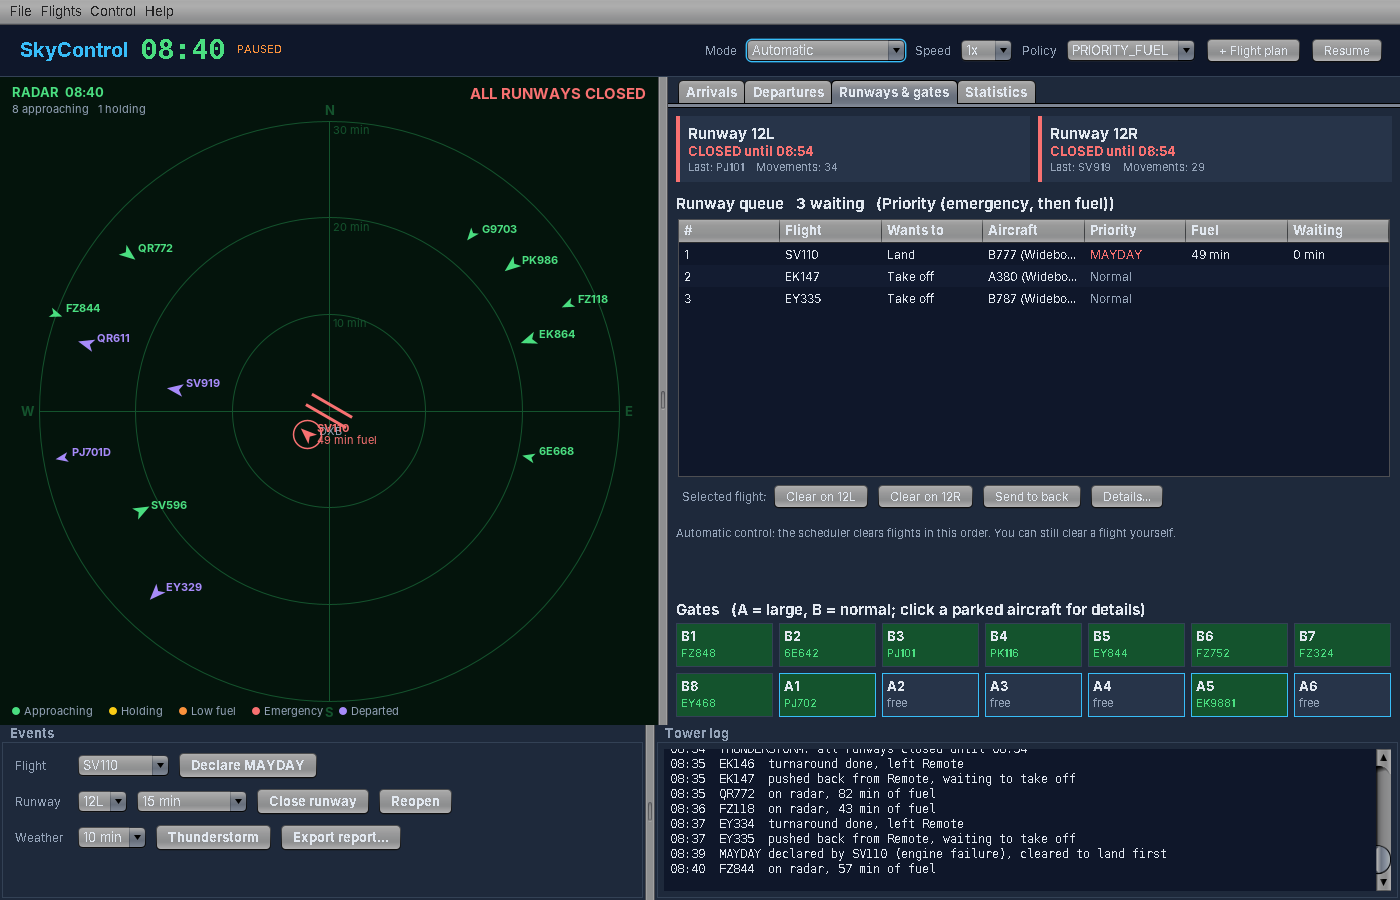 File Flights Control Help
SkyControl 08:40 PAUSED
Mode Automatic Speed 1x Policy PRIORITY_FUEL + Flight plan Resume
RADAR 08:40
8 approaching 1 holding
ALL RUNWAYS CLOSED
N
30 min
20 min
10 min
W
E
S
G9703
QR772
PK986
FZ844
FZ118
QR611
EK864
SV919
SV110
DXB
49 min fuel
PJ701D
6E668
SV596
EY329
Approaching Holding Low fuel Emergency Departed
Arrivals Departures Runways & gates Statistics
Runway 12L
CLOSED until 08:54
Last: PJ101 Movements: 34
Runway 12R
CLOSED until 08:54
Last: SV919 Movements: 29
Runway queue 3 waiting (Priority (emergency, then fuel))
# Flight Wants to Aircraft Priority Fuel Waiting
1 SV110 Land B777 (Widebo... MAYDAY 49 min 0 min
2 EK147 Take off A380 (Widebo... Normal
3 EY335 Take off B787 (Widebo... Normal
Selected flight: Clear on 12L Clear on 12R Send to back Details...
Automatic control: the scheduler clears flights in this order. You can still clear a flight yourself.
Gates (A = large, B = normal; click a parked aircraft for details)
B1 B2 B3 B4 B5 B6 B7
FZ848 6E642 PJ101 PK116 EY844 FZ752 FZ324
B8 A1 A2 A3 A4 A5 A6
EY468 PJ702 free free free EK9881 free
Events
Flight SV110 Declare MAYDAY
Runway 12L 15 min Close runway Reopen
Weather 10 min Thunderstorm Export report...
Tower log
08:34 THUNDERSTORM: all runways closed until 08:54
08:35 EK146 turnaround done, left Remote
08:35 EK147 pushed back from Remote, waiting to take off
08:35 QR772 on radar, 82 min of fuel
08:36 FZ118 on radar, 43 min of fuel
08:37 EY334 turnaround done, left Remote
08:37 EY335 pushed back from Remote, waiting to take off
08:39 MAYDAY declared by SV110 (engine failure), cleared to land first
08:40 FZ844 on radar, 57 min of fuel